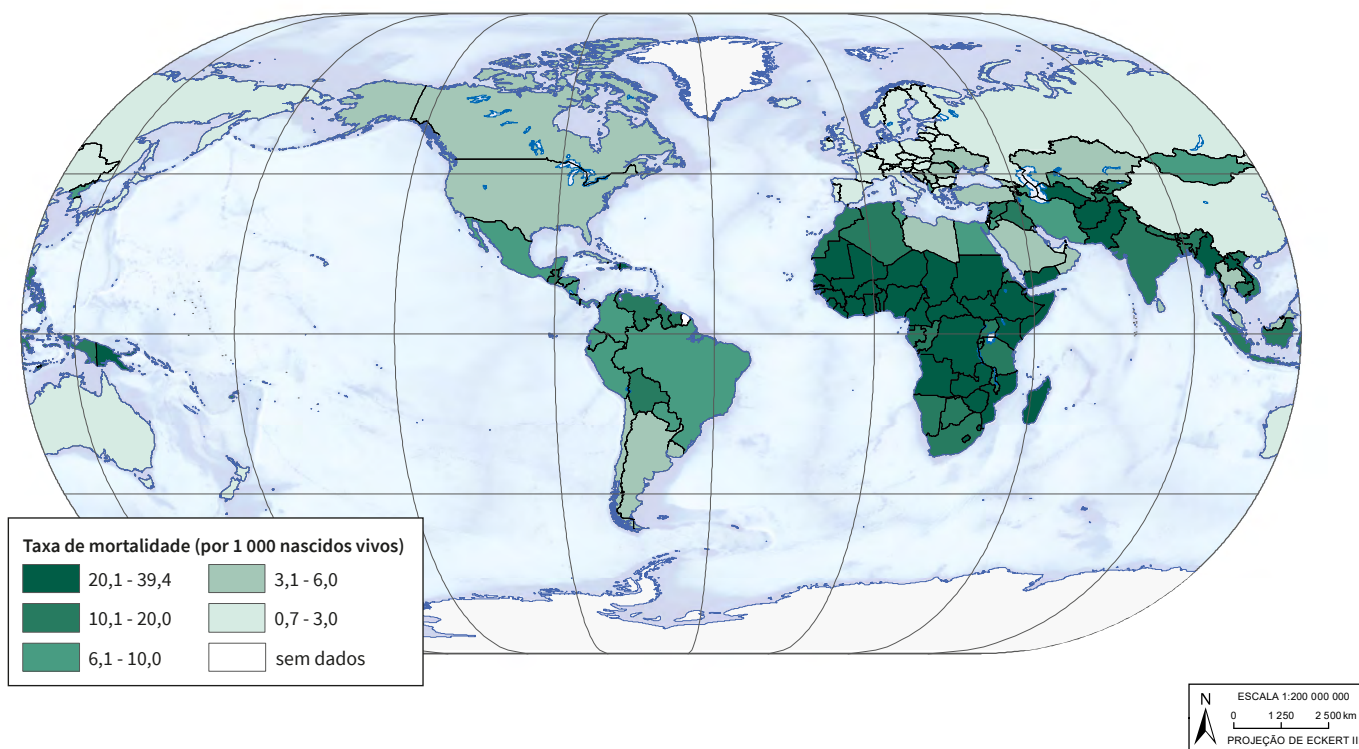 Taxa de mortalidade (por 1 000 nascidos vivos)
20,1 - 39,4
3,1 - 6,0
10,1 - 20,0
0,7 - 3,0
6,1 - 10,0
sem dados
N
ESCALA 1:200 000 000
0 1 250 2 500 km
PROJEÇÃO DE ECKERT II